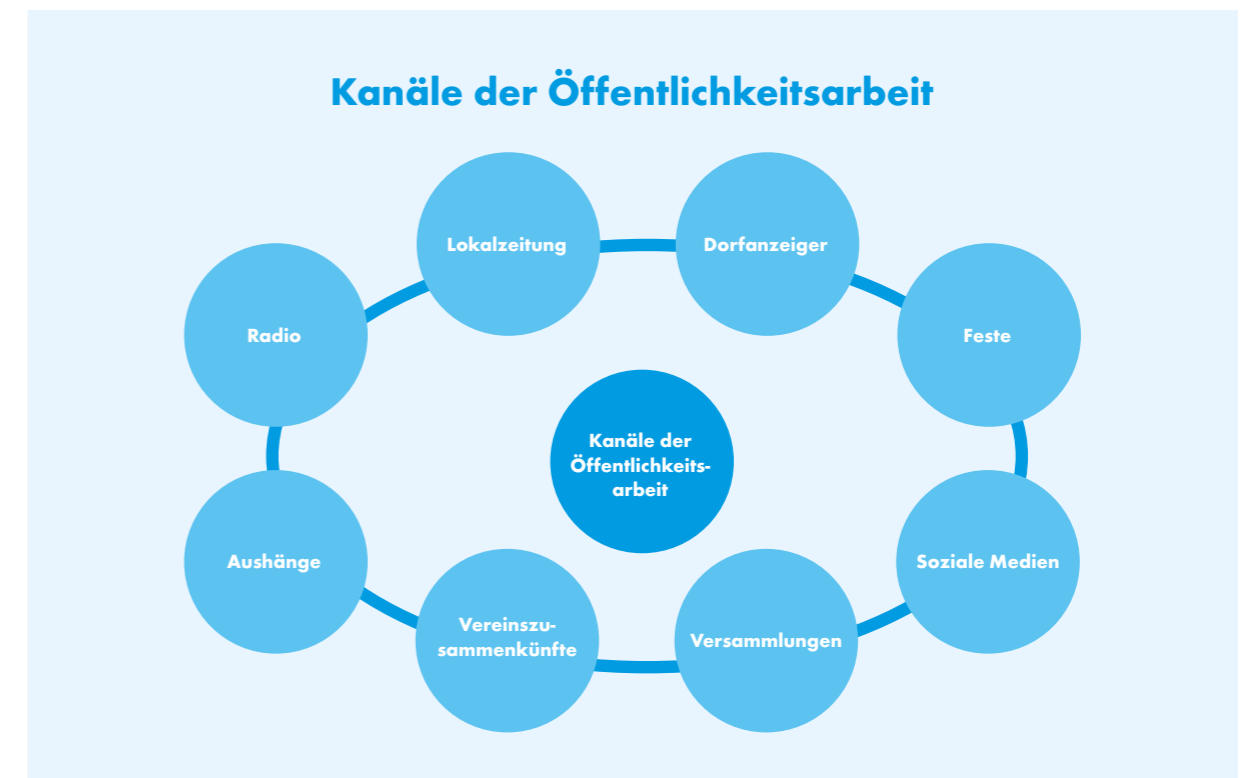 Kanäle der Öffentlichkeitsarbeit
Lokalzeitung
Dorfanzeiger
Radio
Feste
Kanäle der
Öffentlichkeits-
arbeit
Aushänge
Soziale Medien
Vereinszu-
sammenkünfte
Versammlungen